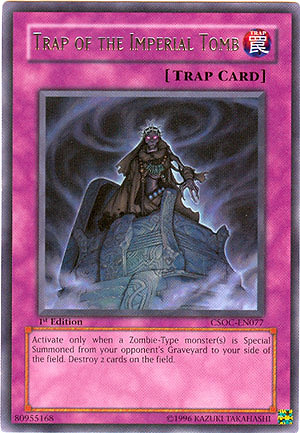 TRAP OF THE IMPERIAL TOMB
TRAP
罠
[TRAP CARD]
1st Edition
CSOC-EN077
Activate only when a Zombie-Type monster(s) is Special
Summoned from your opponent's Graveyard to your side
of the field. Destroy 2 cards on the field.
80955168
©1996 KAZUKI TAKAHASHI